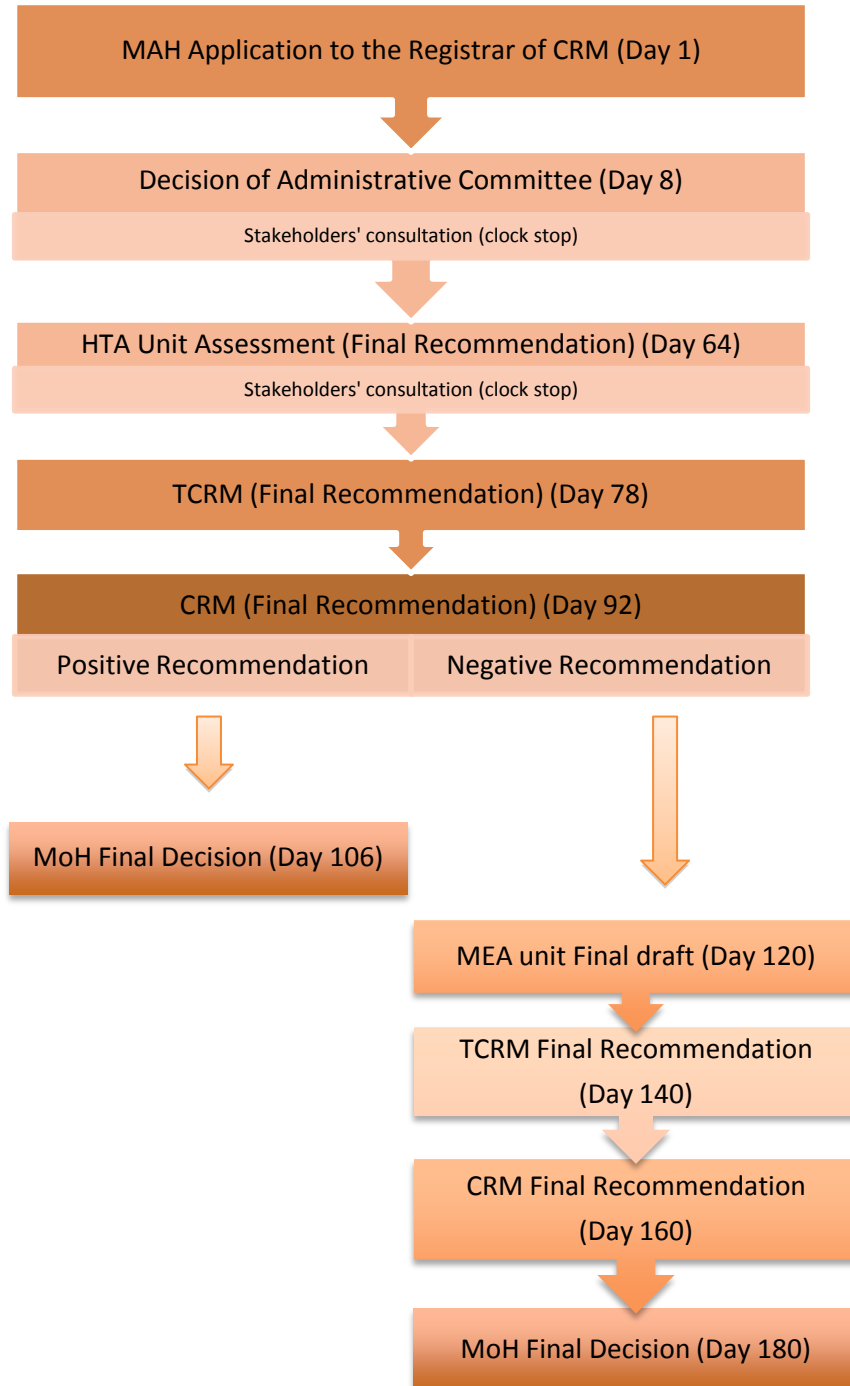 MAH Application to the Registrar of CRM (Day 1)
Decision of Administrative Committee (Day 8)
Stakeholders' consultation (clock stop)
HTA Unit Assessment (Final Recommendation) (Day 64)
Stakeholders' consultation (clock stop)
TCRM (Final Recommendation) (Day 78)
CRM (Final Recommendation) (Day 92)
Positive Recommendation
Negative Recommendation
MoH Final Decision (Day 106)
MEA unit Final draft (Day 120)
TCRM Final Recommendation
(Day 140)
CRM Final Recommendation
(Day 160)
MoH Final Decision (Day 180)